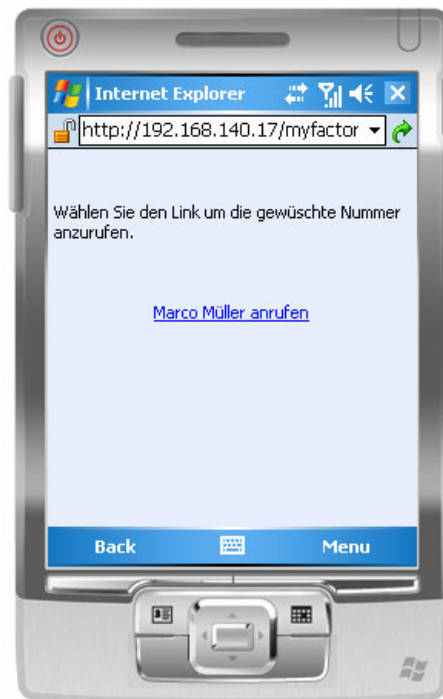 Internet Explorer
http://192.168.140.17/myfactor
Wählen Sie den Link um die gewüschte Nummer
anzurufen.
Marco Müller anrufen
Back Menu